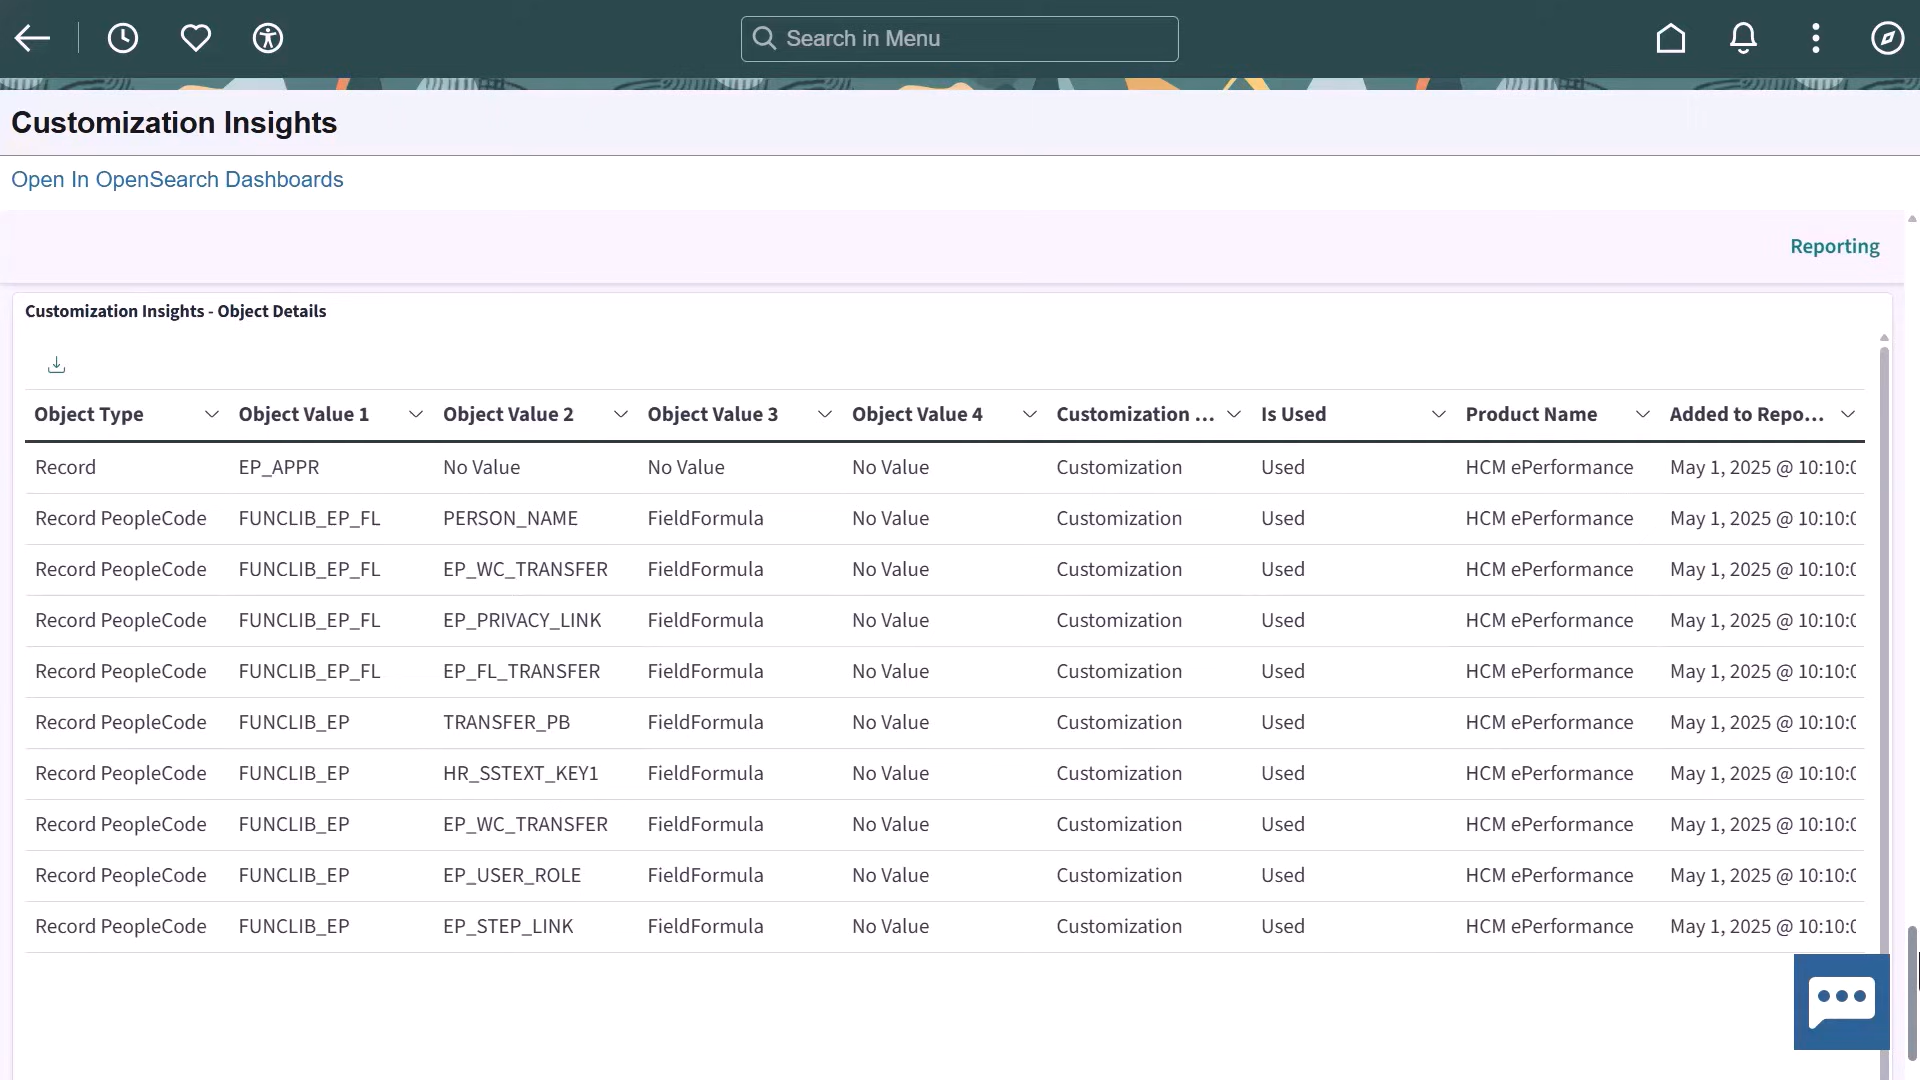 Search in Menu
Customization Insights
Open In OpenSearch Dashboards
Reporting
Customization Insights - Object Details
Object Type Object Value 1 Object Value 2 Object Value 3 Object Value 4 Customization ... Is Used Product Name Added to Repo...
Record EP_APPR No Value No Value No Value Customization Used HCM ePerformance May 1, 2025 @ 10:10:0
Record PeopleCode FUNCLIB_EP_FL PERSON_NAME FieldFormula No Value Customization Used HCM ePerformance May 1, 2025 @ 10:10:0
Record PeopleCode FUNCLIB_EP_FL EP_WC_TRANSFER FieldFormula No Value Customization Used HCM ePerformance May 1, 2025 @ 10:10:0
Record PeopleCode FUNCLIB_EP_FL EP_PRIVACY_LINK FieldFormula No Value Customization Used HCM ePerformance May 1, 2025 @ 10:10:0
Record PeopleCode FUNCLIB_EP_FL EP_FL_TRANSFER FieldFormula No Value Customization Used HCM ePerformance May 1, 2025 @ 10:10:0
Record PeopleCode FUNCLIB_EP TRANSFER_PB FieldFormula No Value Customization Used HCM ePerformance May 1, 2025 @ 10:10:0
Record PeopleCode FUNCLIB_EP HR_SSTEXT_KEY1 FieldFormula No Value Customization Used HCM ePerformance May 1, 2025 @ 10:10:0
Record PeopleCode FUNCLIB_EP EP_WC_TRANSFER FieldFormula No Value Customization Used HCM ePerformance May 1, 2025 @ 10:10:0
Record PeopleCode FUNCLIB_EP EP_USER_ROLE FieldFormula No Value Customization Used HCM ePerformance May 1, 2025 @ 10:10:0
Record PeopleCode FUNCLIB_EP EP_STEP_LINK FieldFormula No Value Customization Used HCM ePerformance May 1, 2025 @ 10:10:0